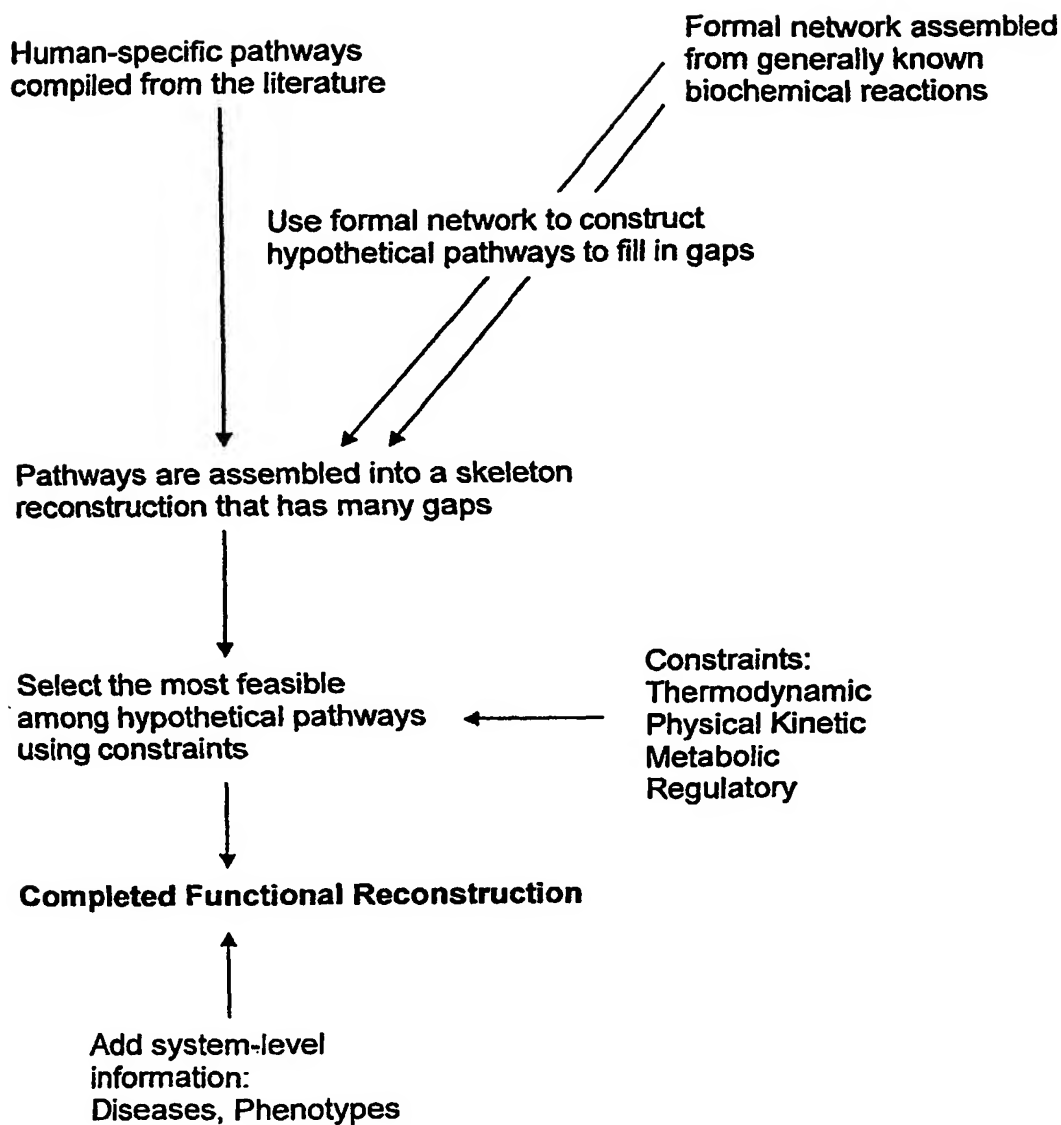 Human-specific pathways
compiled from the literature
Formal network assembled
from generally known
biochemical reactions
Use formal network to construct
hypothetical pathways to fill in gaps
Pathways are assembled into a skeleton
reconstruction that has many gaps
Select the most feasible
among hypothetical pathways
using constraints
Constraints:
Thermodynamic
Physical Kinetic
Metabolic
Regulatory
Completed Functional Reconstruction
Add system-level
information:
Diseases, Phenotypes